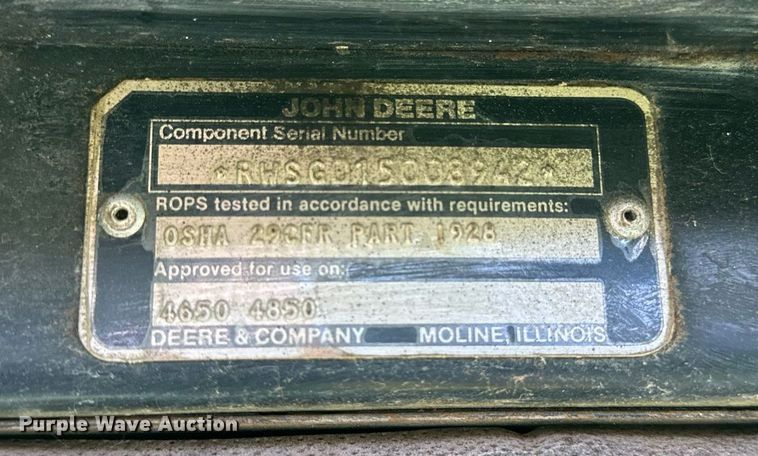 JOHN DEERE
Component Serial Number
ROPS tested in accordance with requirements:
OSHA 29CFR PART 1928
Approved for use on:
4650 4850
DEERE & COMPANY MOLINE, ILLINOIS
Purple Wave Auction